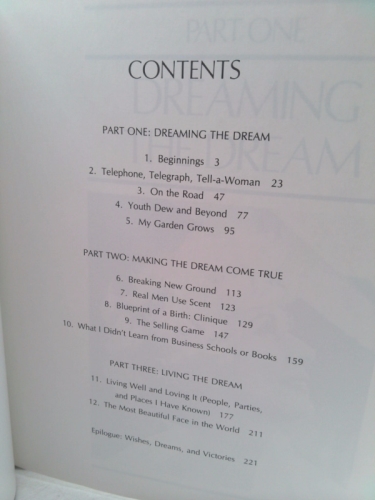 PART ONE
DREAMING
THE DREAM
CONTENTS
PART ONE: DREAMING THE DREAM
1. Beginnings 3
2. Telephone, Telegraph, Tell-a-Woman 23
3. On the Road 47
4. Youth Dew and Beyond 77
5. My Garden Grows 95
PART TWO: MAKING THE DREAM COME TRUE
6. Breaking New Ground 113
7. Real Men Use Scent 123
8. Blueprint of a Birth: Clinique 129
9. The Selling Game 147
10. What I Didn't Learn from Business Schools or Books 159
PART THREE: LIVING THE DREAM
11. Living Well and Loving It (People, Parties,
and Places I Have Known) 177
12. The Most Beautiful Face in the World 211
Epilogue: Wishes, Dreams, and Victories 221